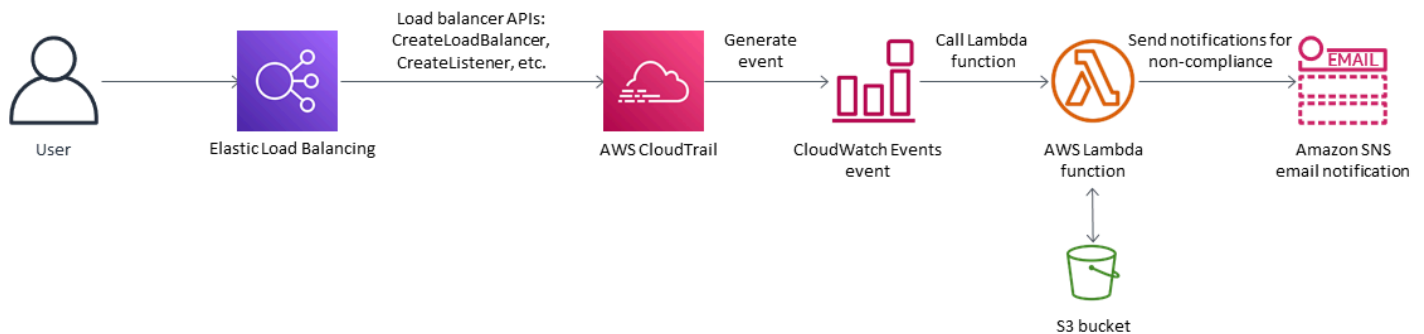 Load balancer APIs:
CreateLoadBalancer,
CreateListener, etc.
Generate
event
Call Lambda
function
Send notifications for
non-compliance
EMAIL
User
Elastic Load Balancing
AWS CloudTrail
CloudWatch Events
event
AWS Lambda
function
Amazon SNS
email notification
S3 bucket